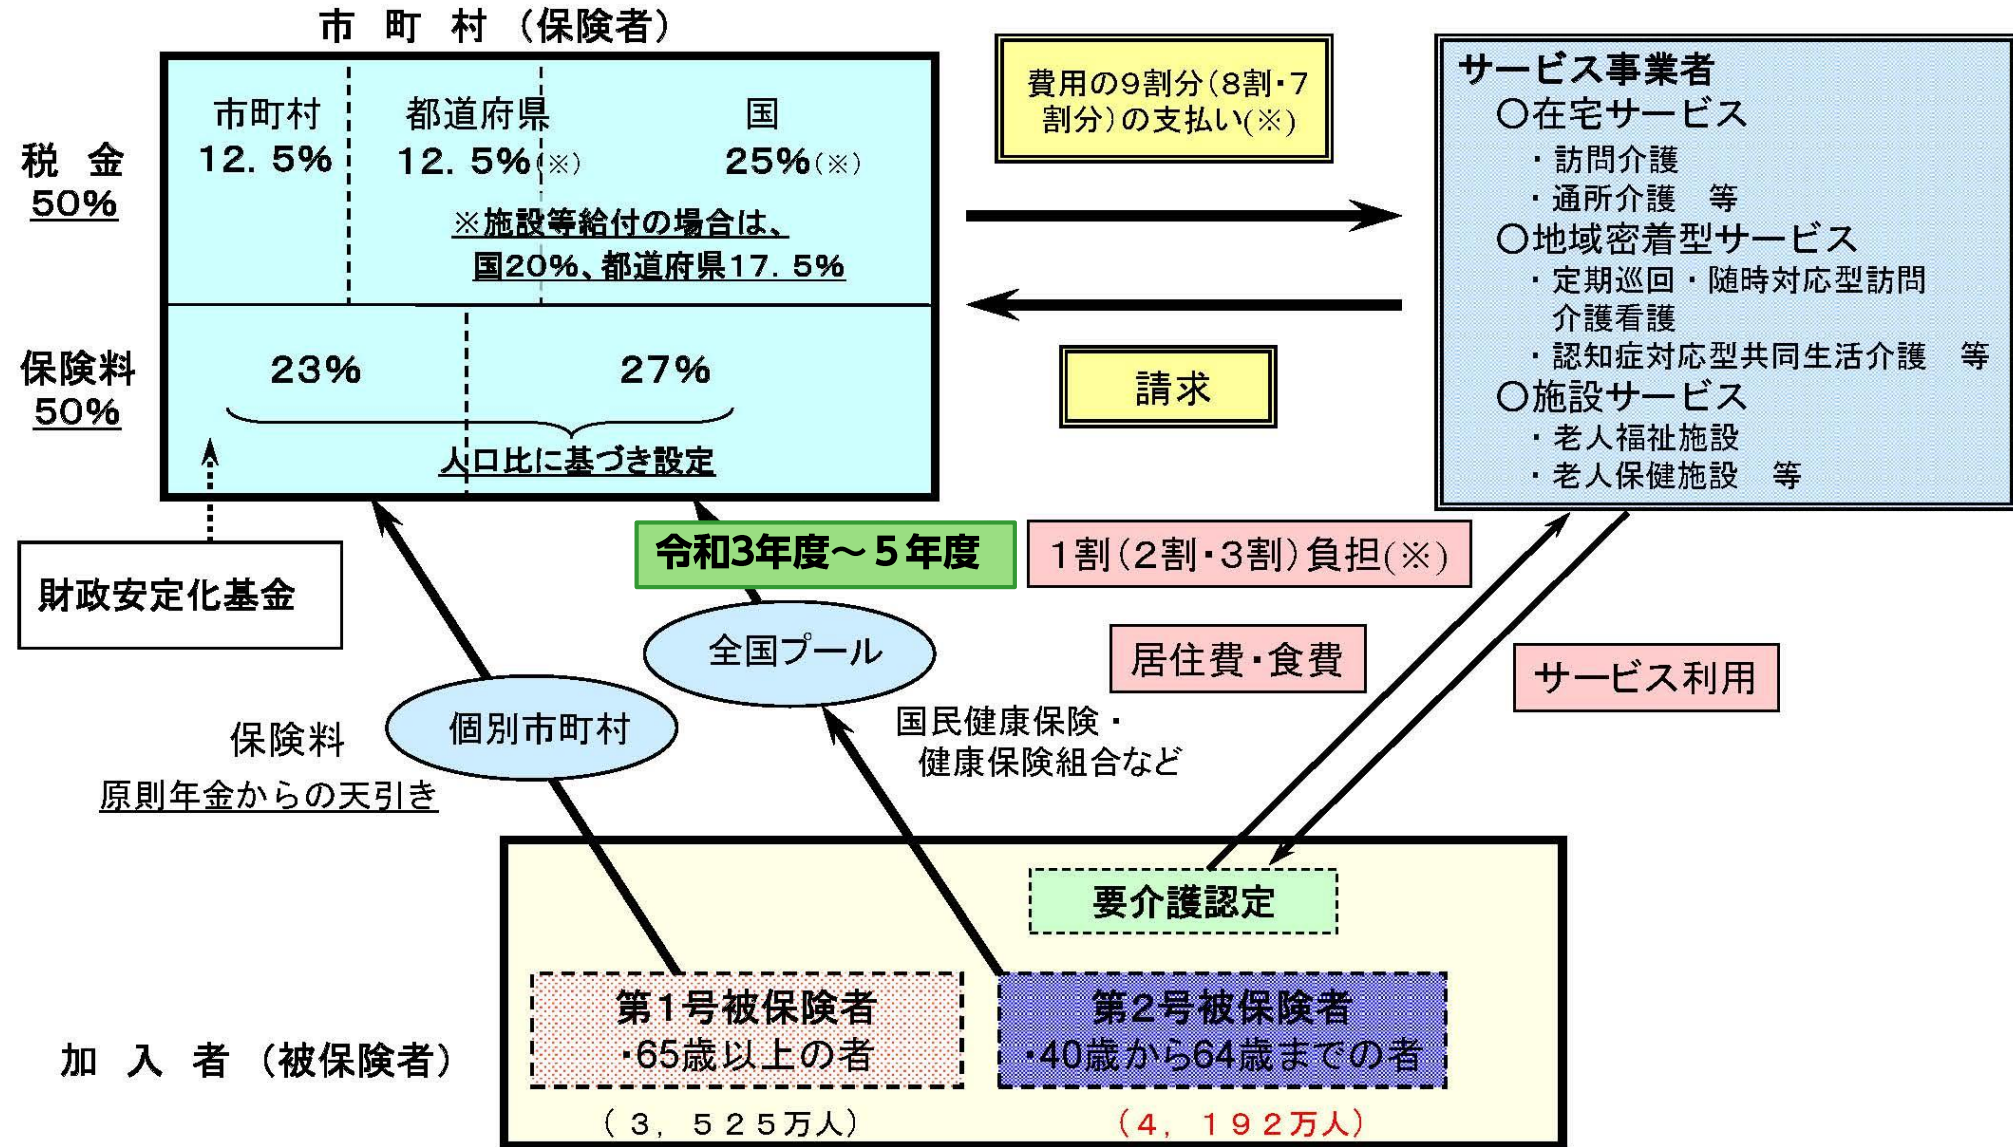 市 町 村 （保険者）
税 金
50%
市町村
12．5%
都道府県
12．5%(※)
国
25%(※)
※施設等給付の場合は、
国20%、都道府県17．5%
保険料
50%
23%
27%
人口比に基づき設定
費用の9割分（8割・7
割分）の支払い(※)
請求
サービス事業者
○在宅サービス
・訪問介護
・通所介護　等
○地域密着型サービス
・定期巡回・随時対応型訪問
介護看護
・認知症対応型共同生活介護　等
○施設サービス
・老人福祉施設
・老人保健施設　等
財政安定化基金
令和3年度～５年度
１割（２割・３割）負担(※)
全国プール
居住費・食費
サービス利用
個別市町村
保険料
原則年金からの天引き
国民健康保険・
健康保険組合など
要介護認定
加 入 者 （被保険者）
第１号被保険者
・65歳以上の者
（３，５２５万人）
第２号被保険者
・40歳から64歳までの者
（４，１９２万人）